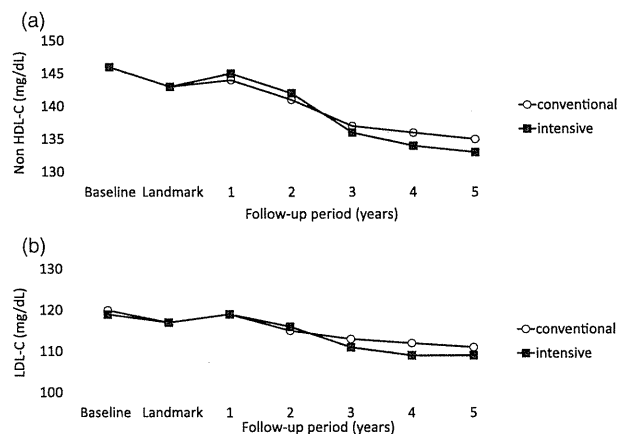 (a)
150
145
140
135
130
Non HDL-C (mg/dL)
conventional
intensive
Baseline Landmark 1 2 3 4 5
Follow-up period (years)
(b)
130
120
110
100
LDL-C (mg/dL)
conventional
intensive
Baseline Landmark 1 2 3 4 5
Follow-up period (years)